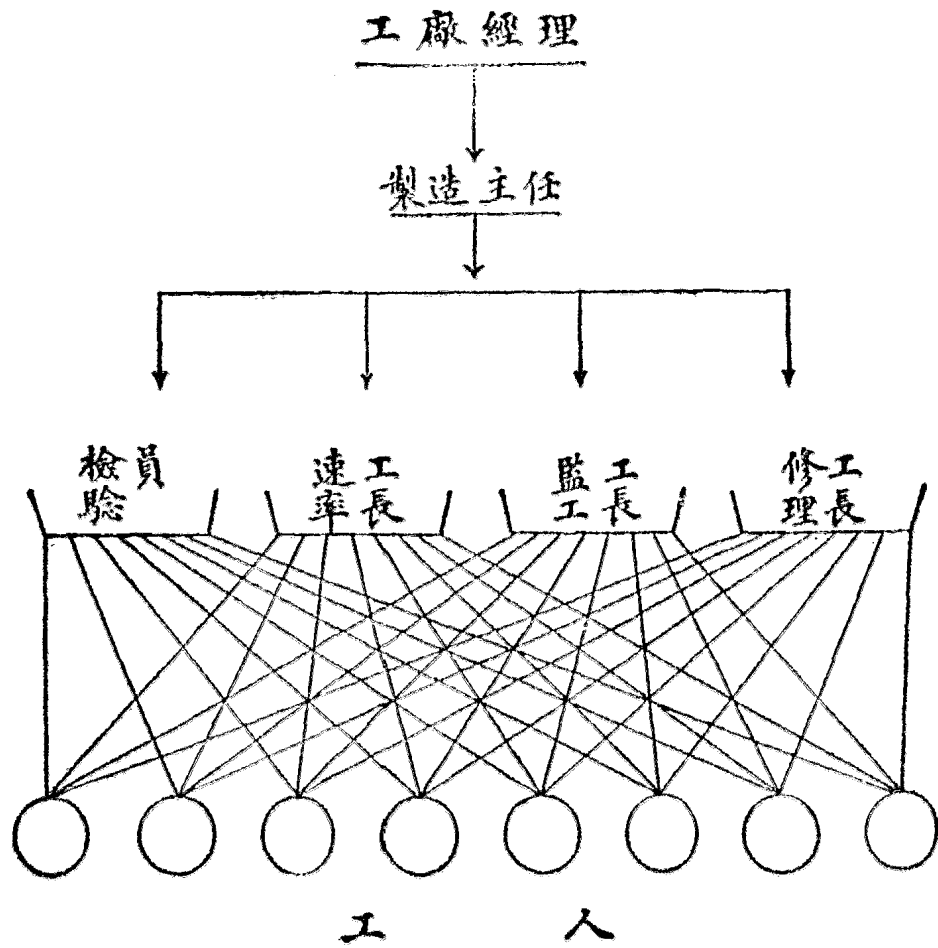 工廠經理
製造主任
檢騐員
速率工長
監工工長
修理工長
工人